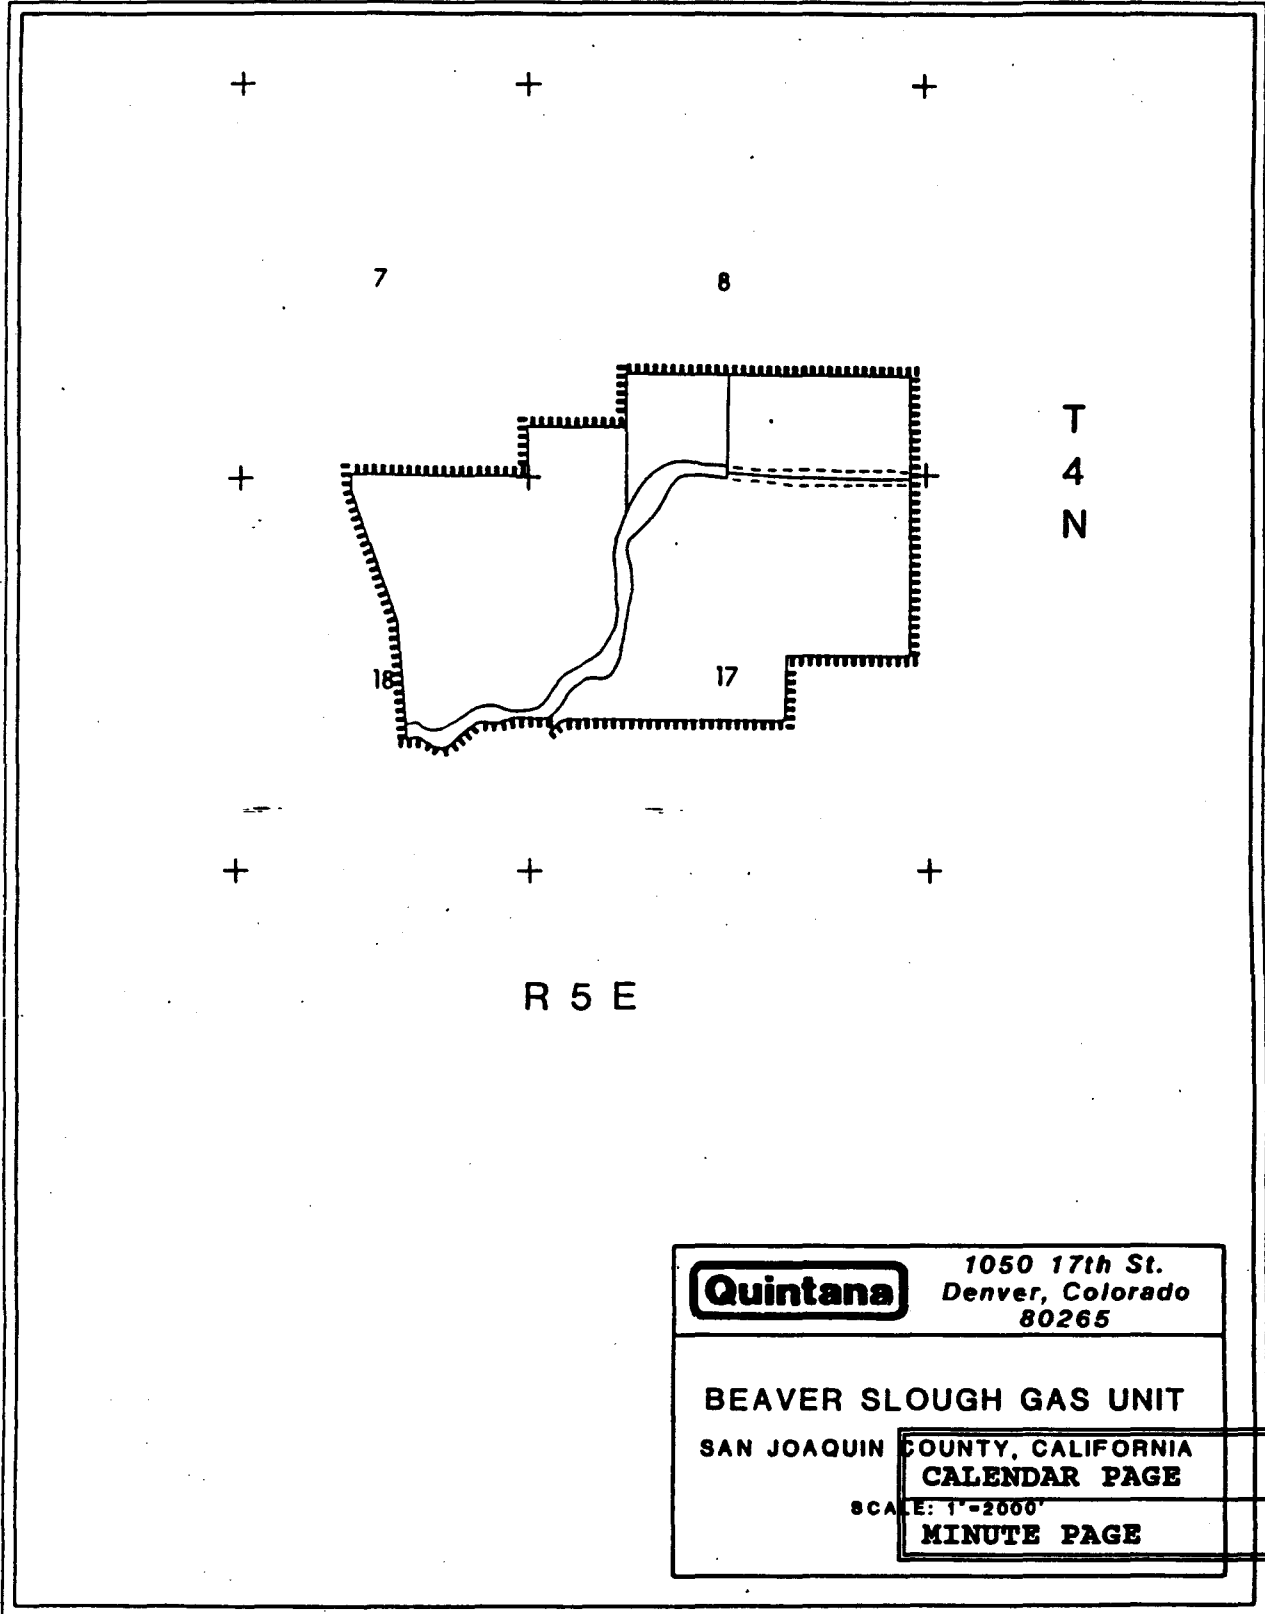 7
8
T
4
N
18
17
R 5 E
Quintana
1050 17th St.
Denver, Colorado
80265
BEAVER SLOUGH GAS UNIT
SAN JOAQUIN COUNTY, CALIFORNIA
CALENDAR PAGE
SCALE: 1"=2000'
MINUTE PAGE